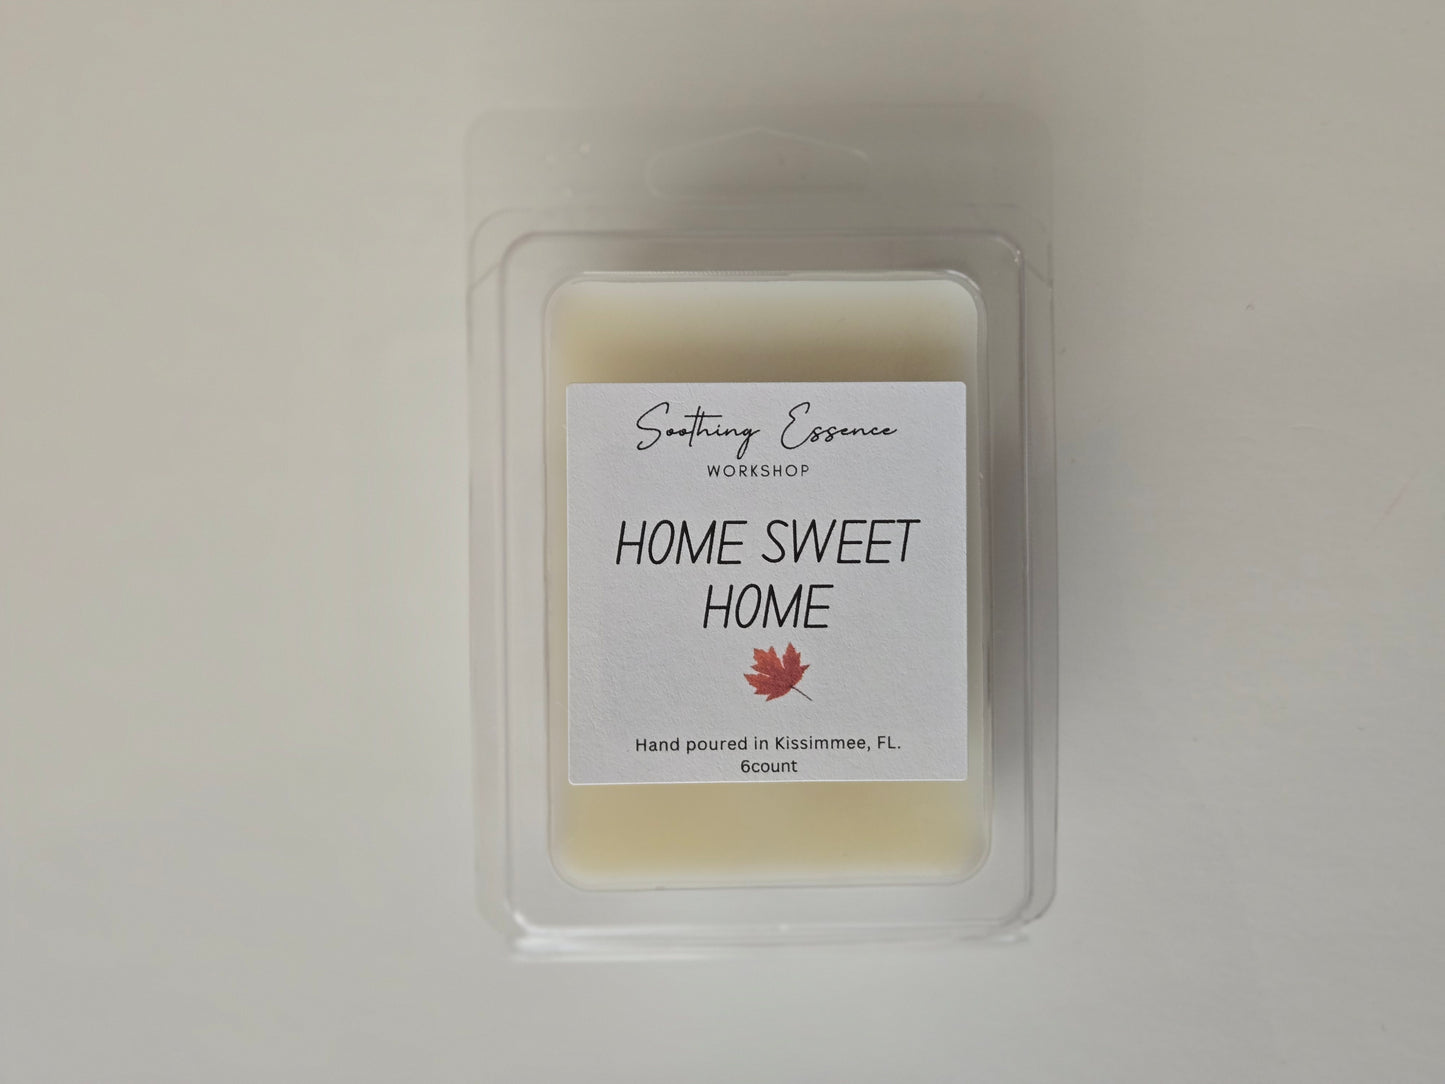 Soothing Essence
WORKSHOP
HOME SWEET
HOME
Hand poured in Kissimmee, FL.
6count